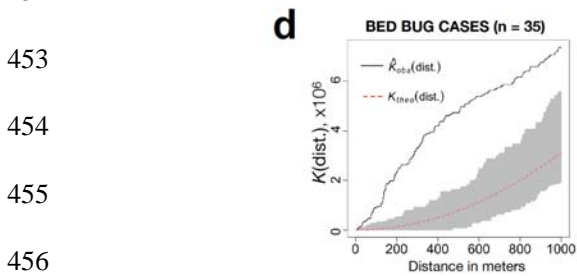 d
BED BUG CASES (n = 35)
453
K̂obs(dist.)
Ktheo(dist.)
454
K(dist.), x10⁶
6
4
2
0
455
0 200 400 600 800 1000
456
Distance in meters